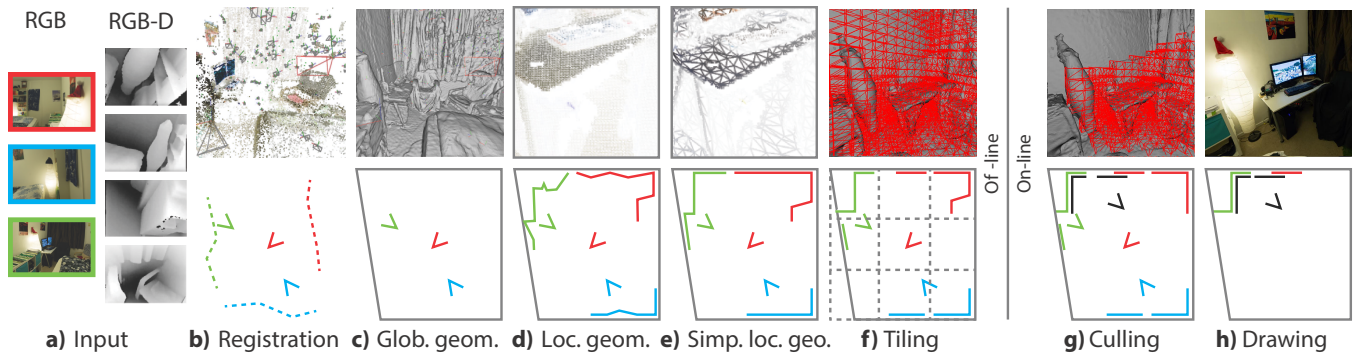 RGB
RGB-D
Of -line
On-line
a) Input
b) Registration
c) Glob. geom.
d) Loc. geom.
e) Simp. loc. geo.
f) Tiling
g) Culling
h) Drawing